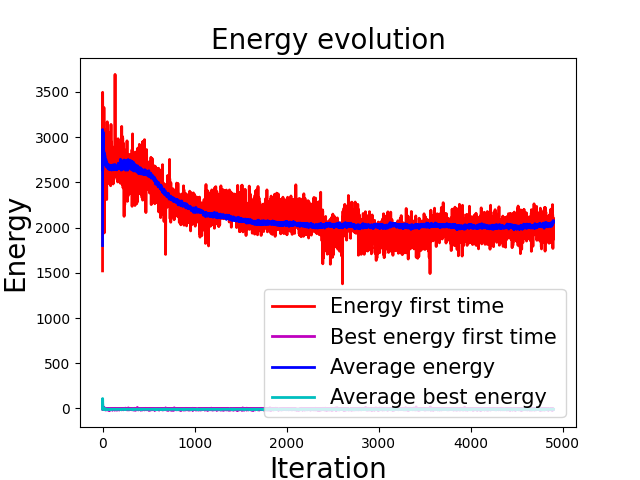 Energy evolution
Energy
3500
3000
2500
2000
1500
1000
500
0
Energy first time
Best energy first time
Average energy
Average best energy
0
1000
2000
3000
4000
5000
Iteration